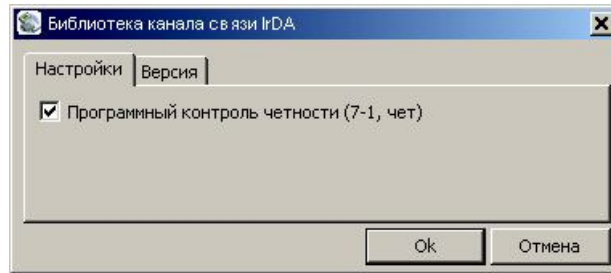 Библиотека канала связи IrDA
Настройки
Версия
Программный контроль четности (7-1, чет)
Ok
Отмена